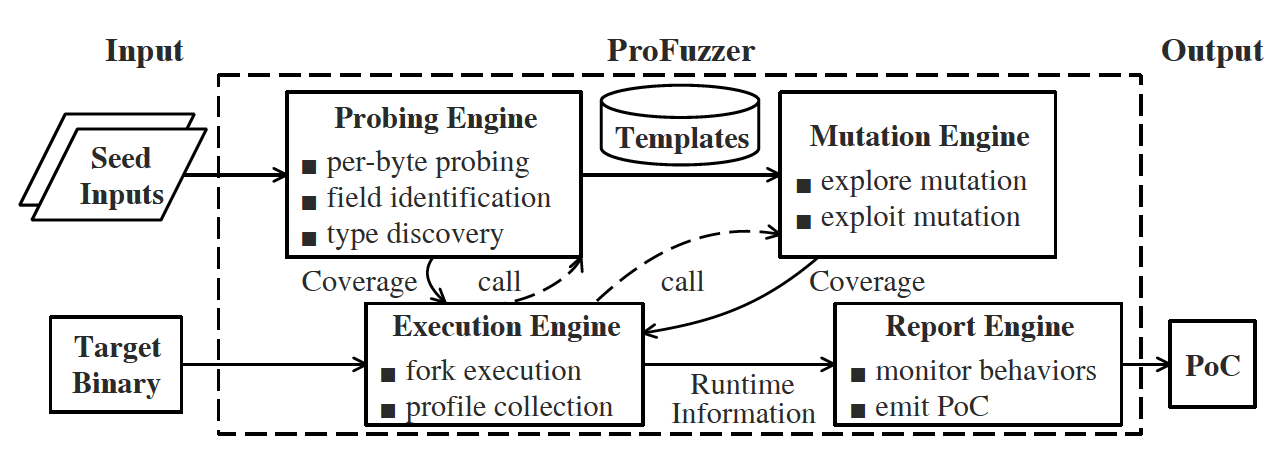 Input
ProFuzzer
Output
Seed
Inputs
Probing Engine
■ per-byte probing
■ field identification
■ type discovery
Templates
Mutation Engine
■ explore mutation
■ exploit mutation
Coverage
call
call
Coverage
Target
Binary
Execution Engine
■ fork execution
■ profile collection
Runtime
Information
Report Engine
■ monitor behaviors
■ emit PoC
PoC